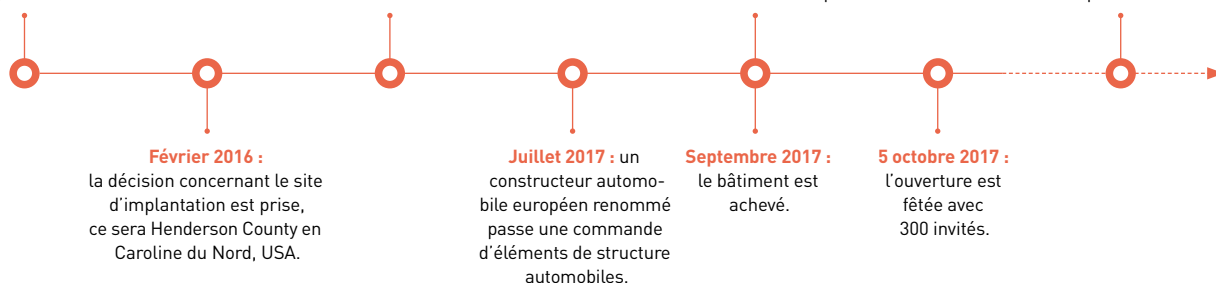 Février 2016 :
la décision concernant le site
d’implantation est prise,
ce sera Henderson County en
Caroline du Nord, USA.
Juillet 2017 : un
constructeur automo-
bile européen renommé
passe une commande
d’éléments de structure
automobiles.
Septembre 2017 :
le bâtiment est
achevé.
5 octobre 2017 :
l’ouverture est
fêtée avec
300 invités.